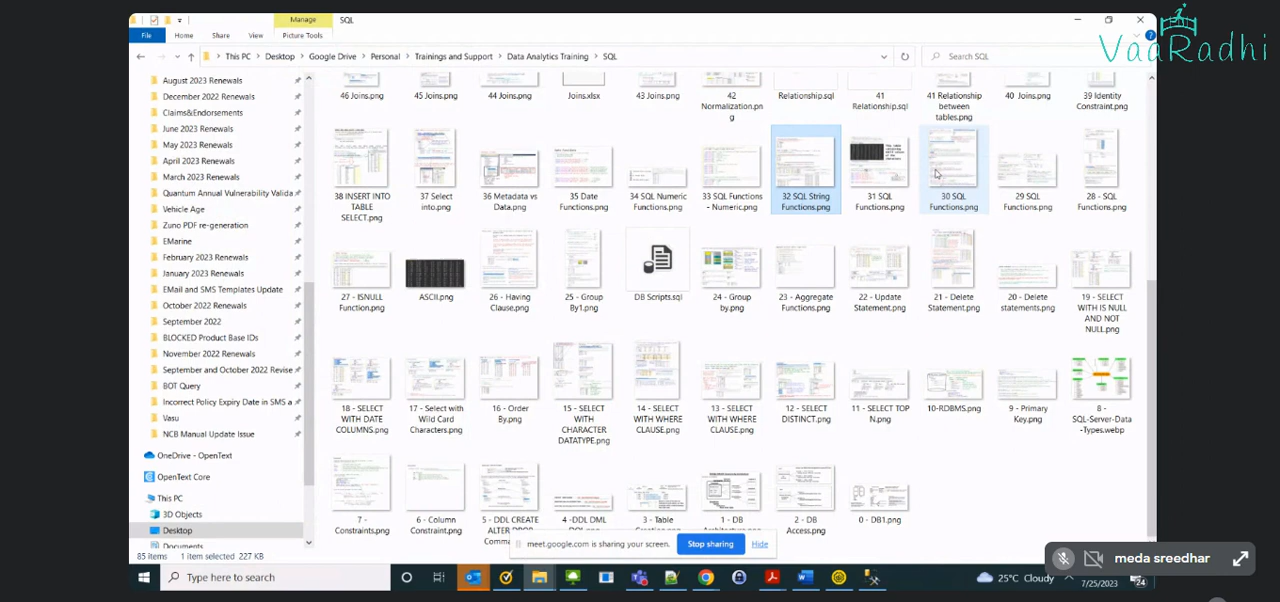 Manage
SQL
File
Home
Share
View
Picture Tools
This PC
Desktop
Google Drive
Personal
Trainings and Support
Data Analytics Training
SQL
Search SQL
VaaRadhi
August 2023 Renewals
December 2022 Renewals
Claims&Endorsements
June 2023 Renewals
May 2023 Renewals
April 2023 Renewals
March 2023 Renewals
Quantum Annual Vulnerability Valida
Vehicle Age
Zuno PDF re-generation
EMarine
February 2023 Renewals
January 2023 Renewals
EMail and SMS Templates Update
October 2022 Renewals
September 2022
BLOCKED Product Base IDs
November 2022 Renewals
September and October 2022 Revise
BOT Query
Incorrect Policy Expiry Date in SMS a
Vasu
NCB Manual Update Issue
OneDrive - OpenText
OpenText Core
This PC
3D Objects
Desktop
Documents
46 Joins.png
45 Joins.png
44 Joins.png
Joins.xlsx
43 Joins.png
42
Normalization.pn
g
Relationship.sql
41
Relationship.sql
41 Relationship
between
tables.png
40 Joins.png
39 Identity
Constraint.png
38 INSERT INTO
TABLE
SELECT.png
37 Select
into.png
36 Metadata vs
Data.png
35 Date
Functions.png
34 SQL Numeric
Functions.png
33 SQL Functions
- Numeric.png
32 SQL String
Functions.png
31 SQL
Functions.png
30 SQL
Functions.png
29 SQL
Functions.png
28 - SQL
Functions.png
27 - ISNULL
Function.png
ASCII.png
26 - Having
Clause.png
25 - Group
By1.png
DB Scripts.sql
24 - Group
by.png
23 - Aggregate
Functions.png
22 - Update
Statement.png
21 - Delete
Statement.png
20 - Delete
statements.png
19 - SELECT
WITH IS NULL
AND NOT
NULL.png
18 - SELECT
WITH DATE
COLUMNS.png
17 - Select with
Wild Card
Characters.png
16 - Order
By.png
15 - SELECT
WITH
CHARACTER
DATATYPE.png
14 - SELECT
WITH WHERE
CLAUSE.png
13 - SELECT
WITH WHERE
CLAUSE.png
12 - SELECT
DISTINCT.png
11 - SELECT TOP
N.png
10-RDBMS.png
9 - Primary
Key.png
8 -
SQL-Server-Data
-Types.webp
7 -
Constraints.png
6 - Column
Constraint.png
5 - DDL CREATE
ALTER DROP
4 -DDL DML
3 - Table
1 - DB
2 - DB
Access.png
0 - DB1.png
meet.google.com is sharing your screen.
Stop sharing
Hide
85 items
1 item selected 227 KB
meda sreedhar
Type here to search
25°C Cloudy
7/25/2023
24